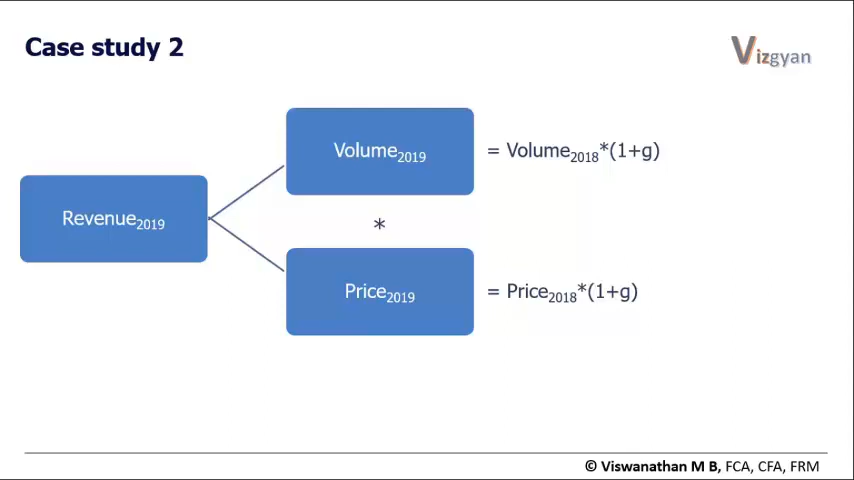 Case study 2
Vizgyan
Volume2019
= Volume2018*(1+g)
Revenue2019
*
Price2019
= Price2018*(1+g)
© Viswanathan M B, FCA, CFA, FRM